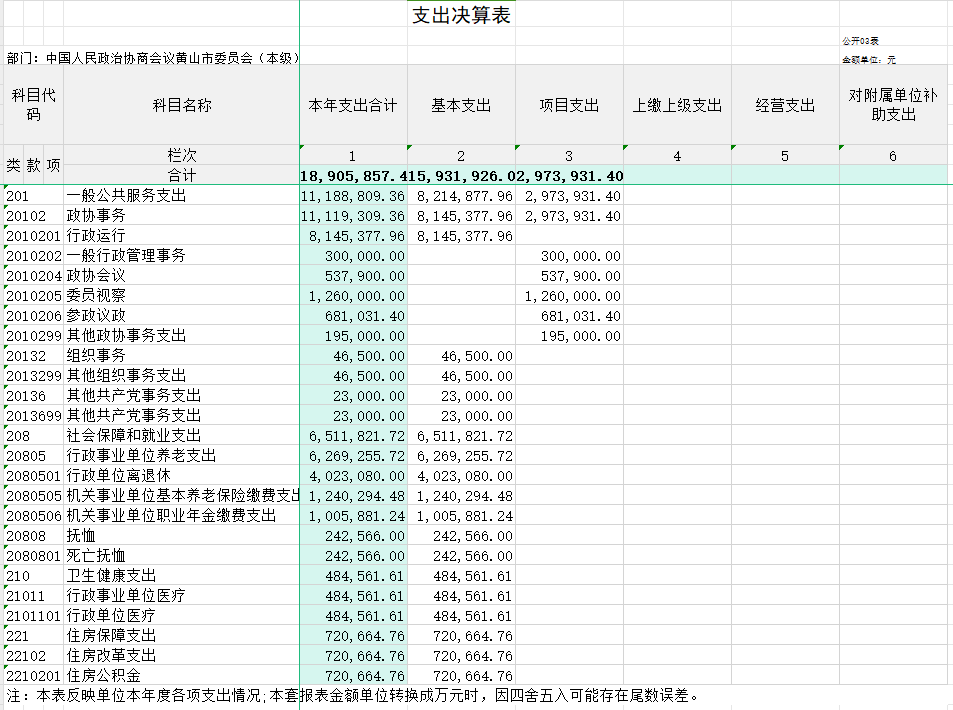 支出决算表
公开03表
部门：中国人民政治协商会议黄山市委员会（本级）
金额单位：元
科目代码 科目名称 本年支出合计 基本支出 项目支出 上缴上级支出 经营支出 对附属单位补助支出
类 款 项 栏次 1 2 3 4 5 6
合计 18,905,857.4 15,931,926.0 2,973,931.40
201 一般公共服务支出 11,188,809.36 8,214,877.96 2,973,931.40
20102 政协事务 11,119,309.36 8,145,377.96 2,973,931.40
2010201 行政运行 8,145,377.96 8,145,377.96
2010202 一般行政管理事务 300,000.00 300,000.00
2010204 政协会议 537,900.00 537,900.00
2010205 委员视察 1,260,000.00 1,260,000.00
2010206 参政议政 681,031.40 681,031.40
2010299 其他政协事务支出 195,000.00 195,000.00
20132 组织事务 46,500.00 46,500.00
2013299 其他组织事务支出 46,500.00 46,500.00
20136 其他共产党事务支出 23,000.00 23,000.00
2013699 其他共产党事务支出 23,000.00 23,000.00
208 社会保障和就业支出 6,511,821.72 6,511,821.72
20805 行政事业单位养老支出 6,269,255.72 6,269,255.72
2080501 行政单位离退休 4,023,080.00 4,023,080.00
2080505 机关事业单位基本养老保险缴费支出 1,240,294.48 1,240,294.48
2080506 机关事业单位职业年金缴费支出 1,005,881.24 1,005,881.24
20808 抚恤 242,566.00 242,566.00
2080801 死亡抚恤 242,566.00 242,566.00
210 卫生健康支出 484,561.61 484,561.61
21011 行政事业单位医疗 484,561.61 484,561.61
2101101 行政单位医疗 484,561.61 484,561.61
221 住房保障支出 720,664.76 720,664.76
22102 住房改革支出 720,664.76 720,664.76
2210201 住房公积金 720,664.76 720,664.76
注：本表反映单位本年度各项支出情况;本套报表金额单位转换成万元时，因四舍五入可能存在尾数误差。